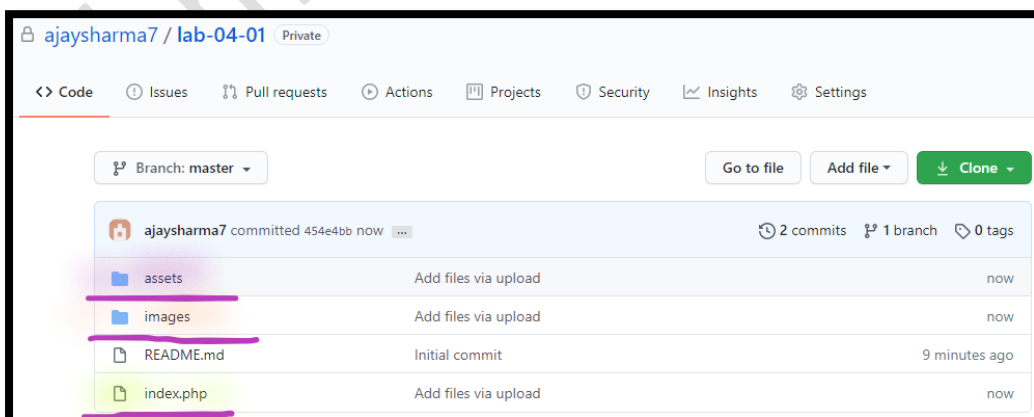 ajaysharma7 / lab-04-01 Private
Code Issues Pull requests Actions Projects Security Insights Settings
Branch: master Go to file Add file Clone
ajaysharma7 committed 454e4bb now ... 2 commits 1 branch 0 tags
assets Add files via upload now
images Add files via upload now
README.md Initial commit 9 minutes ago
index.php Add files via upload now